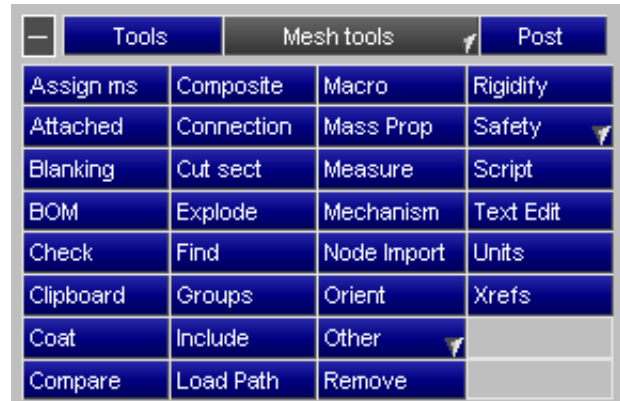 Tools Mesh tools Post
Assign ms Composite Macro Rigidify
Attached Connection Mass Prop Safety
Blanking Cut sect Measure Script
BOM Explode Mechanism Text Edit
Check Find Node Import Units
Clipboard Groups Orient Xrefs
Coat Include Other
Compare Load Path Remove